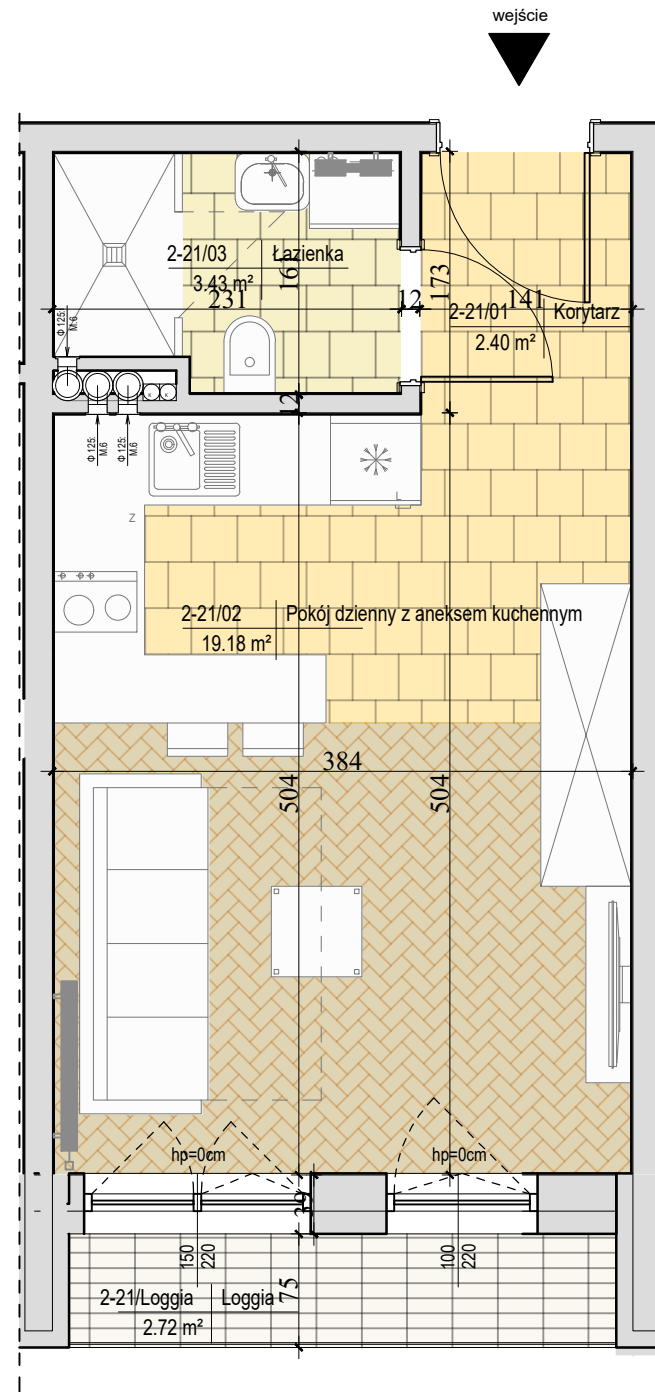 wejście
2-21/03 Łazienka
3.43 m²
161
231
12
173
141
2-21/01 Korytarz
2.40 m²
Φ 125:
M.6
K K
12
Φ 125:
M.6
Φ 125:
M.6
Z
L
2-21/02 Pokój dzienny z aneksem kuchennym
19.18 m²
384
504
504
hp=0cm
hp=0cm
39
150
220
100
220
2-21/Loggia Loggia
75
2.72 m²